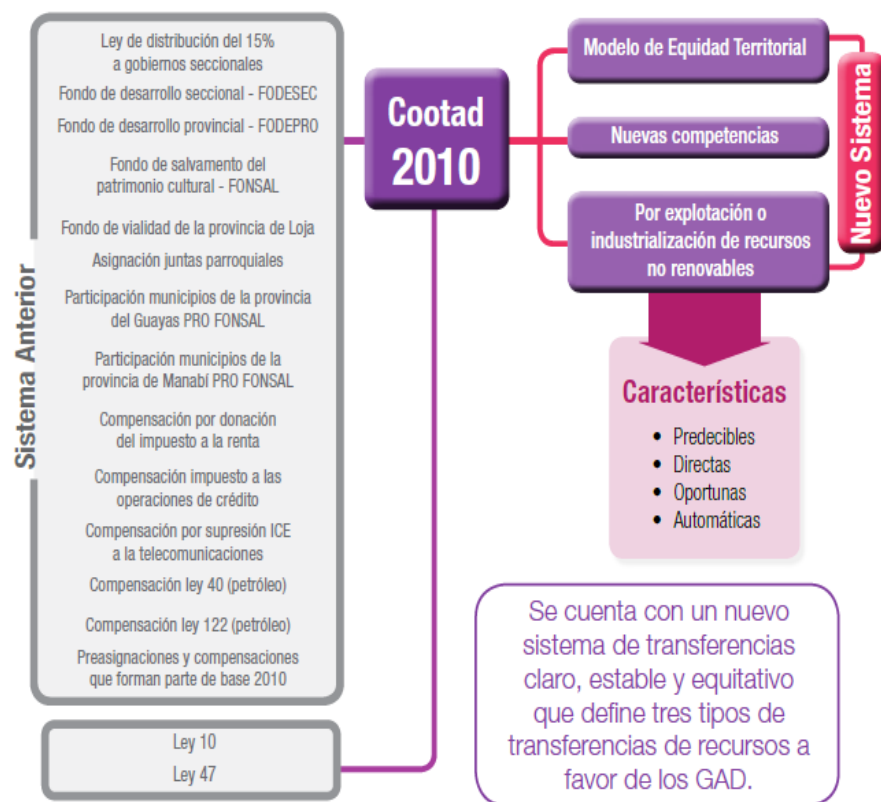 Sistema Anterior
Ley de distribución del 15%
a gobiernos seccionales
Fondo de desarrollo seccional - FODESEC
Fondo de desarrollo provincial - FODEPRO
Fondo de salvamento del
patrimonio cultural - FONSAL
Fondo de vialidad de la provincia de Loja
Asignación juntas parroquiales
Participación municipios de la provincia
del Guayas PRO FONSAL
Participación municipios de la
provincia de Manabí PRO FONSAL
Compensación por donación
del impuesto a la renta
Compensación impuesto a las
operaciones de crédito
Compensación por supresión ICE
a la telecomunicaciones
Compensación ley 40 (petróleo)
Compensación ley 122 (petróleo)
Preasignaciones y compensaciones
que forman parte de base 2010
Ley 10
Ley 47
Cootad
2010
Modelo de Equidad Territorial
Nuevas competencias
Por explotación o
industrialización de recursos
no renovables
Nuevo Sistema
Características
• Predecibles
• Directas
• Oportunas
• Automáticas
Se cuenta con un nuevo
sistema de transferencias
claro, estable y equitativo
que define tres tipos de
transferencias de recursos a
favor de los GAD.